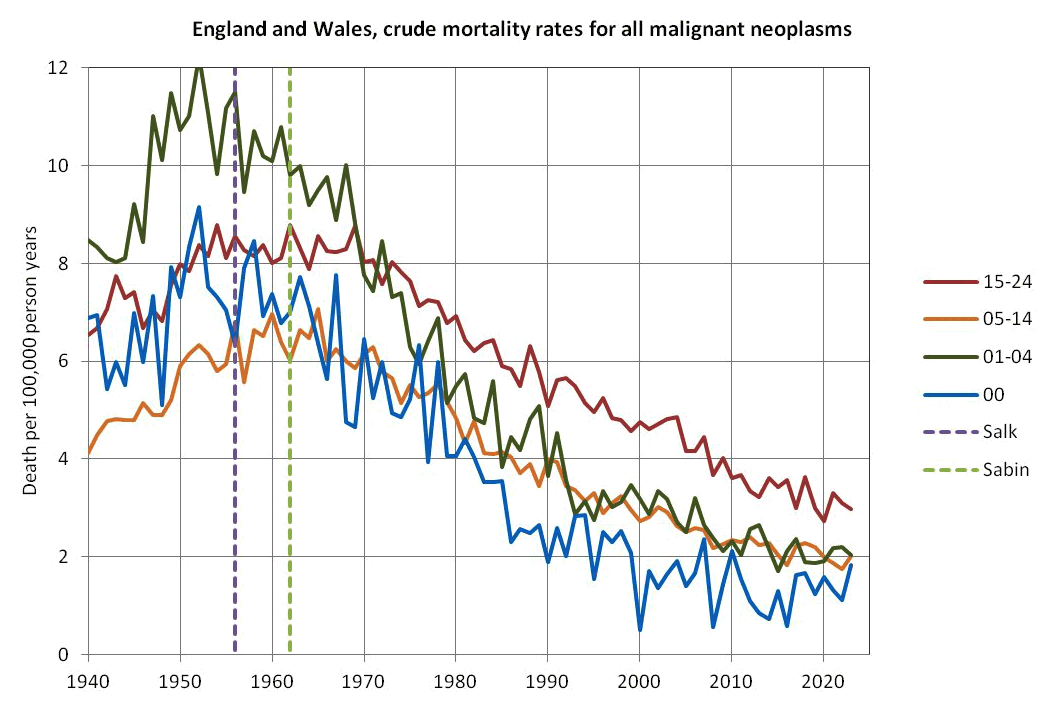 England and Wales, crude mortality rates for all malignant neoplasms
Death per 100,000 person years
12
10
8
6
4
2
0
1940 1950 1960 1970 1980 1990 2000 2010 2020
15-24
05-14
01-04
00
Salk
Sabin